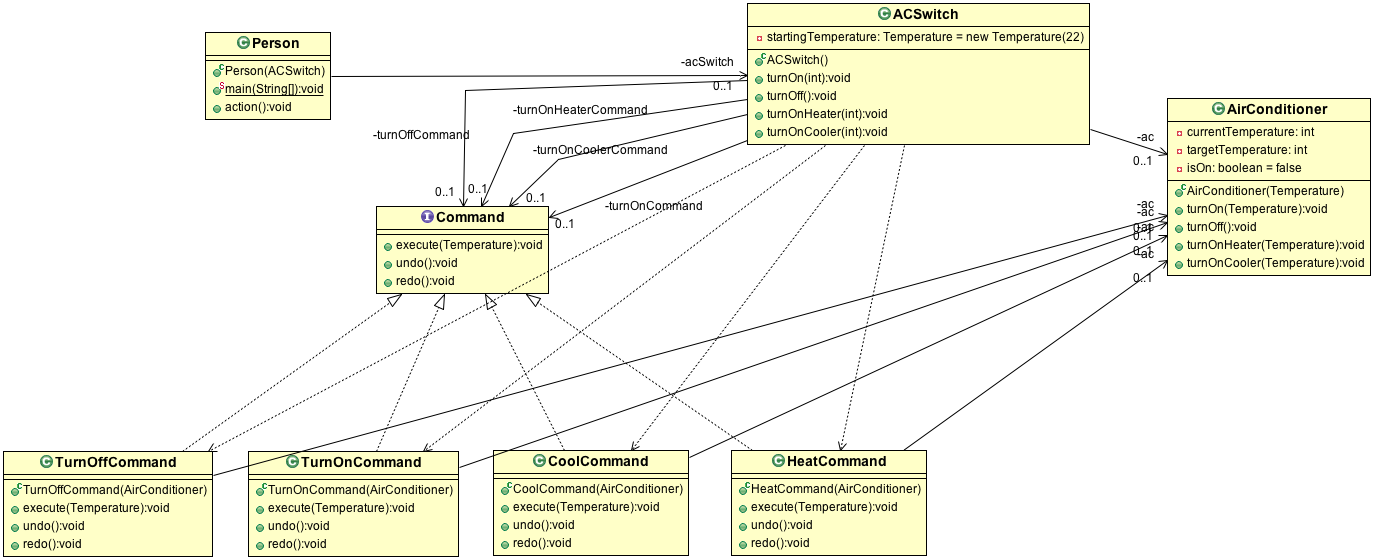 Person
Person(ACSwitch)
main(String[]):void
action():void
ACSwitch
startingTemperature: Temperature = new Temperature(22)
ACSwitch()
turnOn(int):void
turnOff():void
turnOnHeater(int):void
turnOnCooler(int):void
-acSwitch
0..1
-turnOnHeaterCommand
-turnOffCommand
-turnOnCoolerCommand
0..1
0..1
0..1
-turnOnCommand
0..1
-ac
0..1
AirConditioner
currentTemperature: int
targetTemperature: int
isOn: boolean = false
AirConditioner(Temperature)
turnOn(Temperature):void
turnOff():void
turnOnHeater(Temperature):void
turnOnCooler(Temperature):void
-ac
-ac
-ac
0..1
0..1
-ac
0..1
Command
execute(Temperature):void
undo():void
redo():void
TurnOffCommand
TurnOffCommand(AirConditioner)
execute(Temperature):void
undo():void
redo():void
TurnOnCommand
TurnOnCommand(AirConditioner)
execute(Temperature):void
undo():void
redo():void
CoolCommand
CoolCommand(AirConditioner)
execute(Temperature):void
undo():void
redo():void
HeatCommand
HeatCommand(AirConditioner)
execute(Temperature):void
undo():void
redo():void